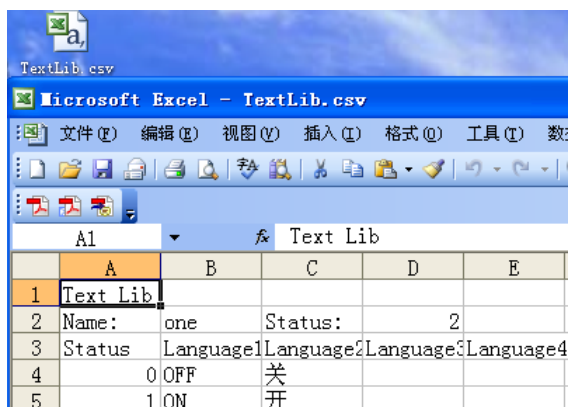 TextLib.csv
Microsoft Excel - TextLib.csv
文件(F) 编辑(E) 视图(V) 插入(I) 格式(O) 工具(T)
A1 fx Text Lib
A B C D E
1 Text Lib
2 Name: one Status: 2
3 Status Language1 Language2 Language3 Language4
4 0 OFF 关
5 1 ON 开